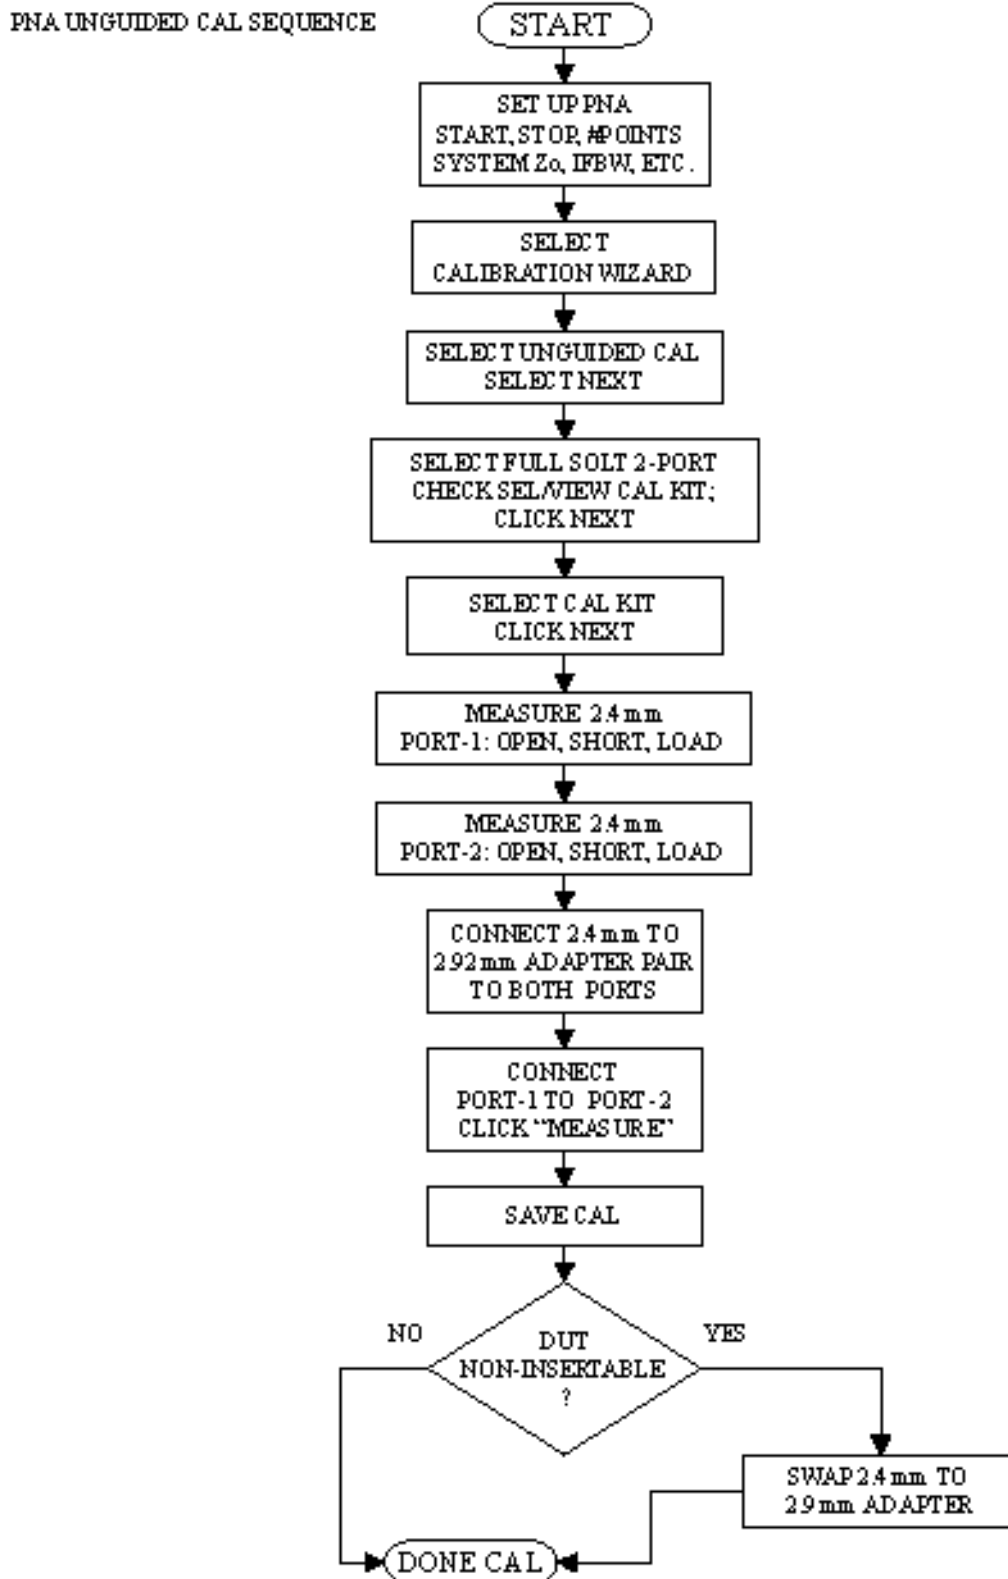 PNA UNGUIDED CAL SEQUENCE
START
SET UP PNA
START, STOP, #POINTS
SYSTEM Zo, IFBW, ETC.
SELECT
CALIBRATION WIZARD
SELECT UNGUIDED CAL
SELECT NEXT
SELECT FULL SOLT 2-PORT
CHECK SEL/VIEW CAL KIT;
CLICK NEXT
SELECT CAL KIT
CLICK NEXT
MEASURE 2.4 mm
PORT-1: OPEN, SHORT, LOAD
MEASURE 2.4 mm
PORT-2: OPEN, SHORT, LOAD
CONNECT 2.4 mm TO
2.92 mm ADAPTER PAIR
TO BOTH PORTS
CONNECT
PORT-1 TO PORT-2
CLICK "MEASURE"
SAVE CAL
NO
YES
DUT
NON-INSERTABLE
?
SWAP 2.4 mm TO
2.9 mm ADAPTER
DONE CAL